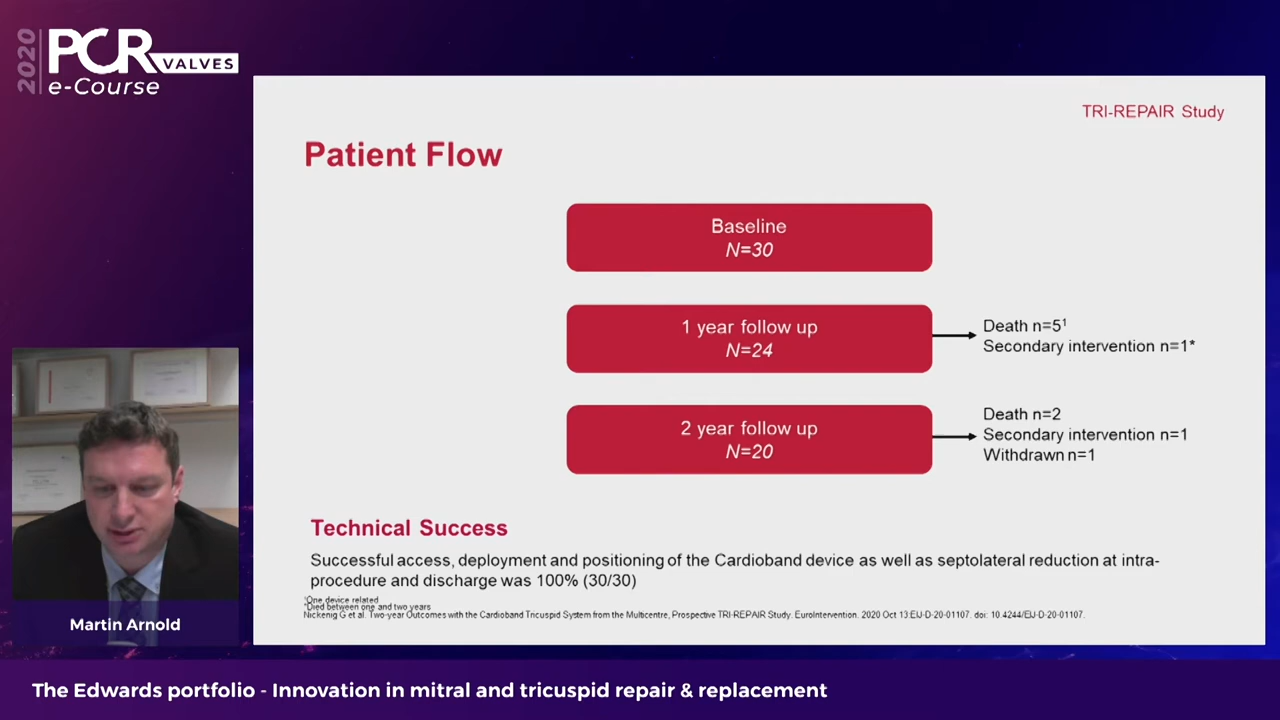 2020
PCR
VALVES
e-Course
TRI-REPAIR Study
Patient Flow
Baseline
N=30
1 year follow up
N=24
Death n=5¹
Secondary intervention n=1*
2 year follow up
N=20
Death n=2
Secondary intervention n=1
Withdrawn n=1
Technical Success
Successful access, deployment and positioning of the Cardioband device as well as septolateral reduction at intra-
procedure and discharge was 100% (30/30)
¹One device related
*Died between one and two years
Nickenig G et al. Two-year Outcomes with the Cardioband Tricuspid System from the Multicentre, Prospective TRI-REPAIR Study. EuroIntervention. 2020 Oct 13:EIJ-D-20-01107. doi: 10.4244/EIJ-D-20-01107.
Martin Arnold
The Edwards portfolio - Innovation in mitral and tricuspid repair & replacement